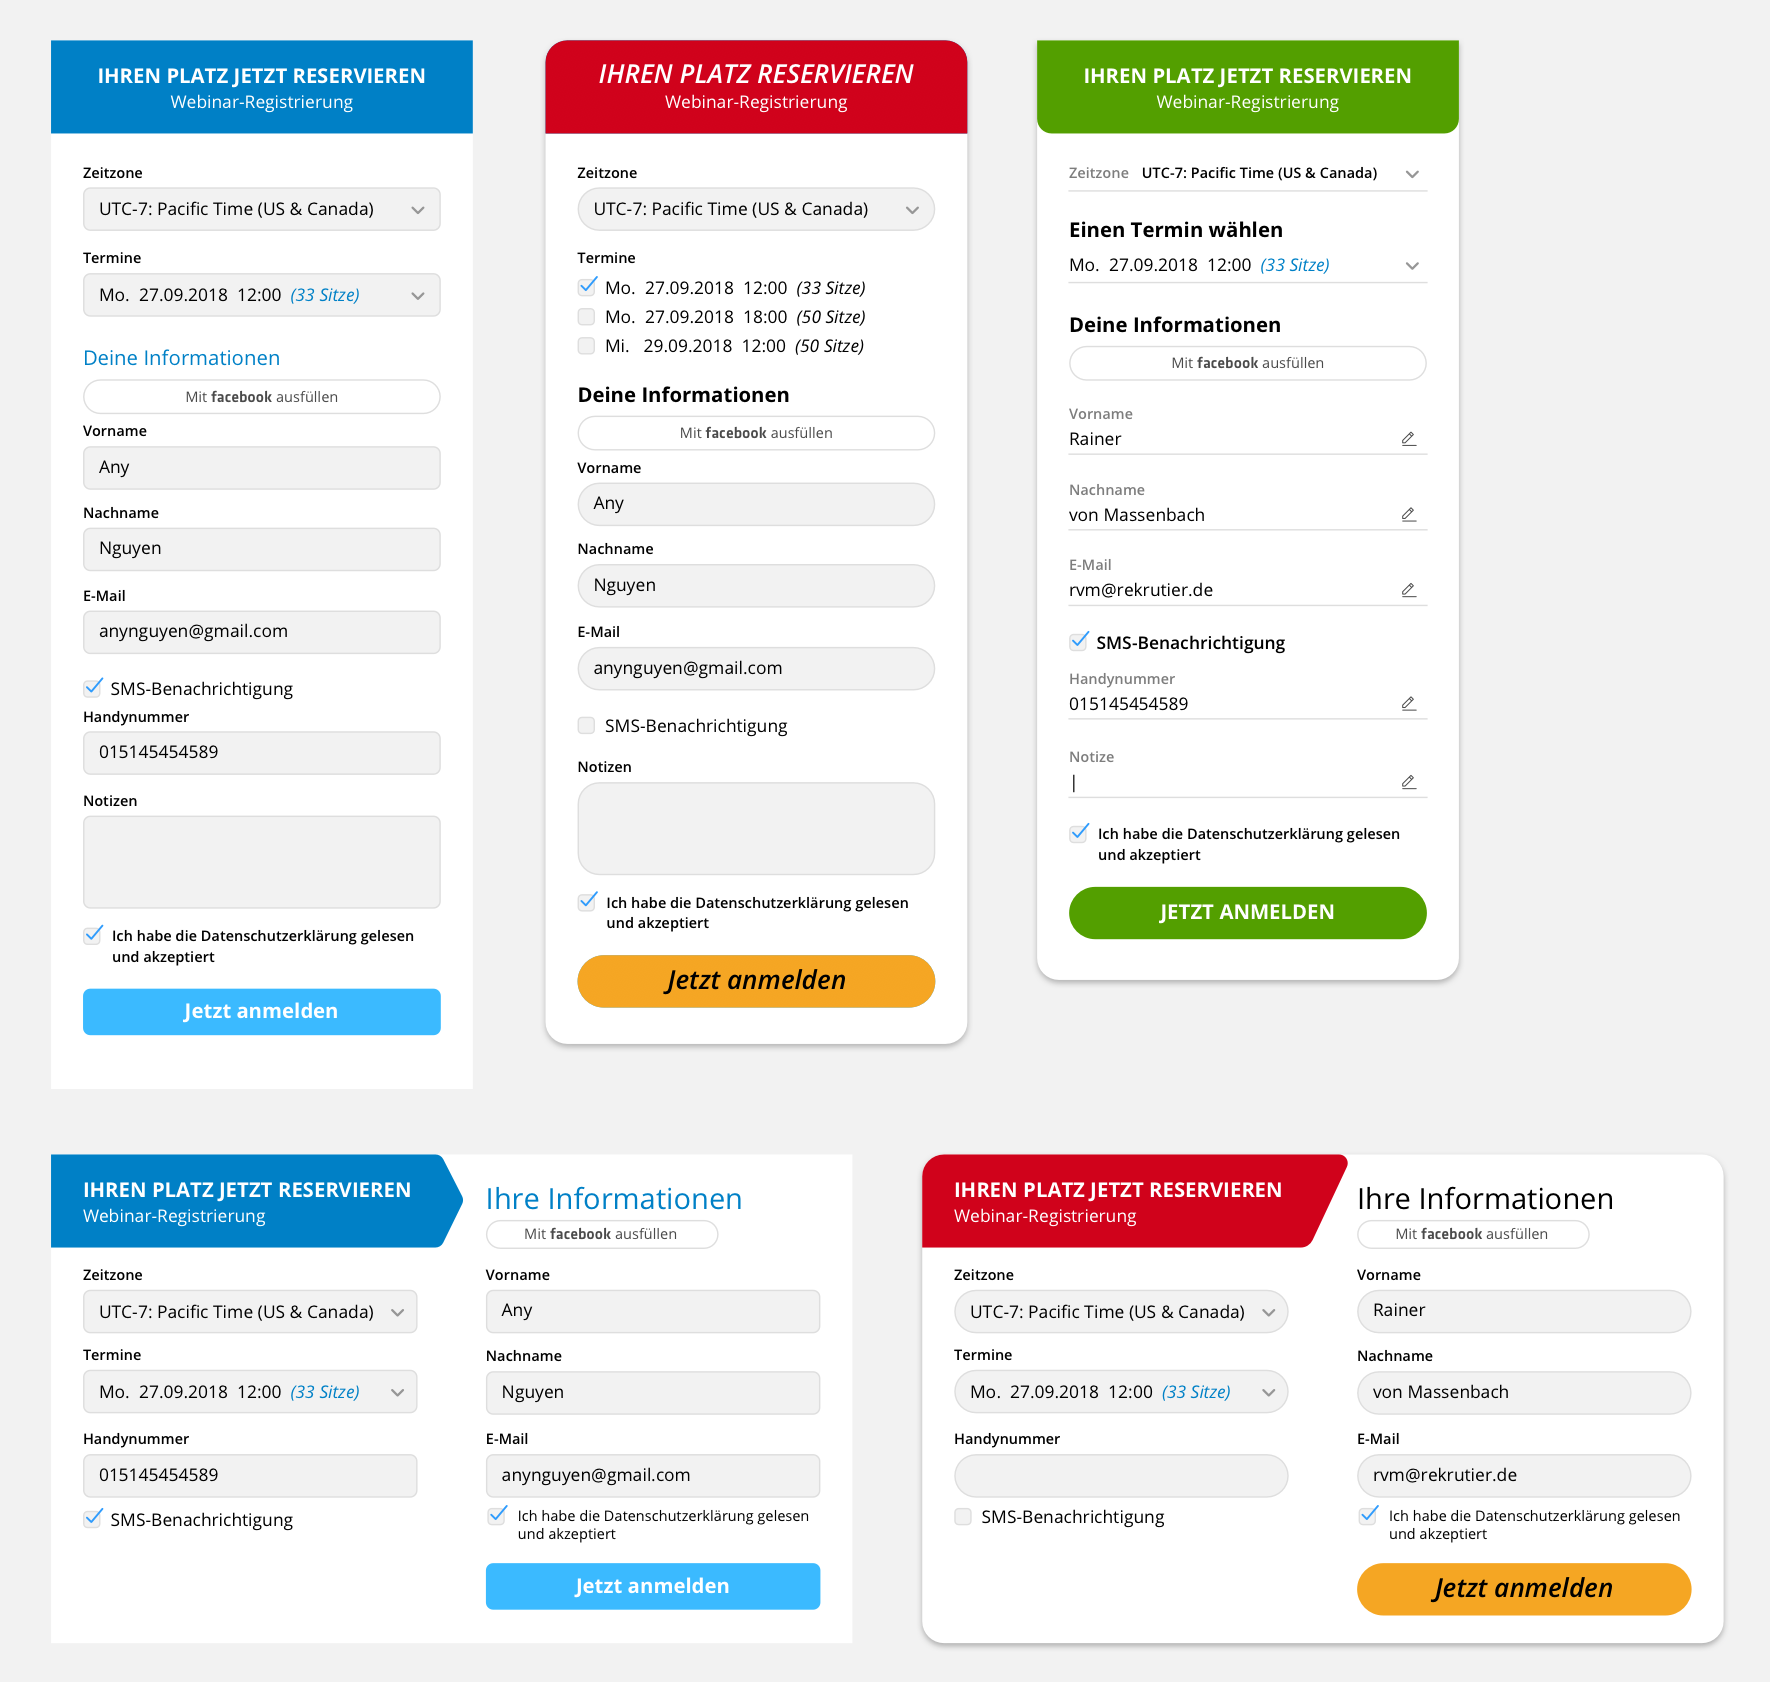 IHREN PLATZ JETZT RESERVIEREN
Webinar-Registrierung
Zeitzone
UTC-7: Pacific Time (US & Canada)
Termine
Mo. 27.09.2018 12:00 (33 Sitze)
Deine Informationen
Mit facebook ausfüllen
Vorname
Any
Nachname
Nguyen
E-Mail
anynguyen@gmail.com
SMS-Benachrichtigung
Handynummer
015145454589
Notizen
Ich habe die Datenschutzerklärung gelesen
und akzeptiert
Jetzt anmelden
IHREN PLATZ RESERVIEREN
Webinar-Registrierung
Zeitzone
UTC-7: Pacific Time (US & Canada)
Termine
Mo. 27.09.2018 12:00 (33 Sitze)
Mo. 27.09.2018 18:00 (50 Sitze)
Mi. 29.09.2018 12:00 (50 Sitze)
Deine Informationen
Mit facebook ausfüllen
Vorname
Any
Nachname
Nguyen
E-Mail
anynguyen@gmail.com
SMS-Benachrichtigung
Notizen
Ich habe die Datenschutzerklärung gelesen
und akzeptiert
Jetzt anmelden
IHREN PLATZ JETZT RESERVIEREN
Webinar-Registrierung
Zeitzone UTC-7: Pacific Time (US & Canada)
Einen Termin wählen
Mo. 27.09.2018 12:00 (33 Sitze)
Deine Informationen
Mit facebook ausfüllen
Vorname
Rainer
Nachname
von Massenbach
E-Mail
rvm@rekrutier.de
SMS-Benachrichtigung
Handynummer
015145454589
Notize
Ich habe die Datenschutzerklärung gelesen
und akzeptiert
JETZT ANMELDEN
IHREN PLATZ JETZT RESERVIEREN
Webinar-Registrierung
Zeitzone
UTC-7: Pacific Time (US & Canada)
Termine
Mo. 27.09.2018 12:00 (33 Sitze)
Handynummer
015145454589
SMS-Benachrichtigung
Ihre Informationen
Mit facebook ausfüllen
Vorname
Any
Nachname
Nguyen
E-Mail
anynguyen@gmail.com
Ich habe die Datenschutzerklärung gelesen
und akzeptiert
Jetzt anmelden
IHREN PLATZ JETZT RESERVIEREN
Webinar-Registrierung
Zeitzone
UTC-7: Pacific Time (US & Canada)
Termine
Mo. 27.09.2018 12:00 (33 Sitze)
Handynummer
SMS-Benachrichtigung
Ihre Informationen
Mit facebook ausfüllen
Vorname
Rainer
Nachname
von Massenbach
E-Mail
rvm@rekrutier.de
Ich habe die Datenschutzerklärung gelesen
und akzeptiert
Jetzt anmelden